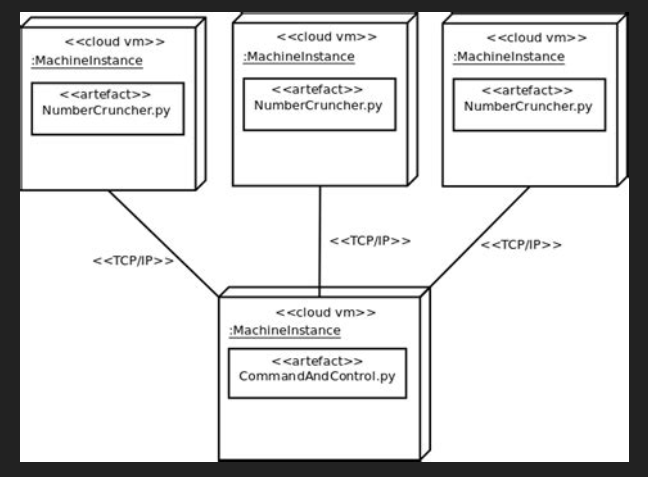 <<cloud vm>>
:MachineInstance
<<artefact>>
NumberCruncher.py
<<cloud vm>>
:MachineInstance
<<artefact>>
NumberCruncher.py
<<cloud vm>>
:MachineInstance
<<artefact>>
NumberCruncher.py
<<TCP/IP>>
<<TCP/IP>>
<<TCP/IP>>
<<cloud vm>>
:MachineInstance
<<artefact>>
CommandAndControl.py